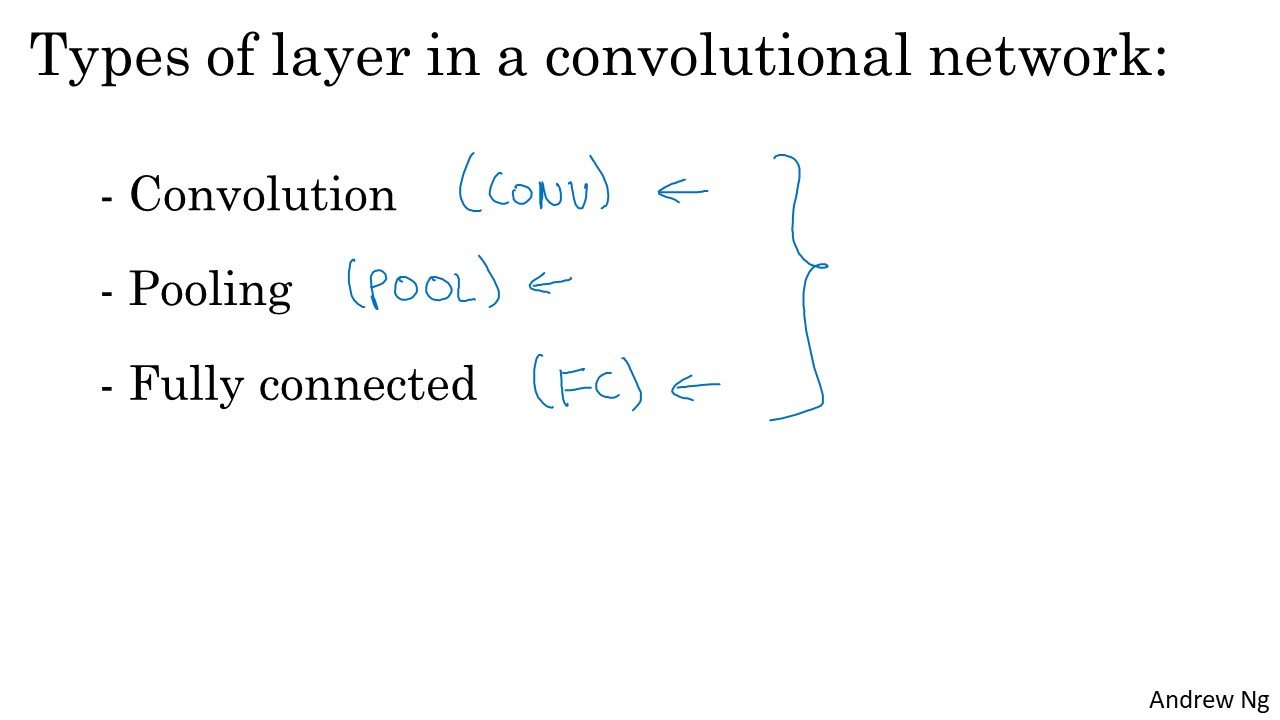 Types of layer in a convolutional network:
- Convolution (CONV) ←
- Pooling (POOL) ←
- Fully connected (FC) ←
Andrew Ng